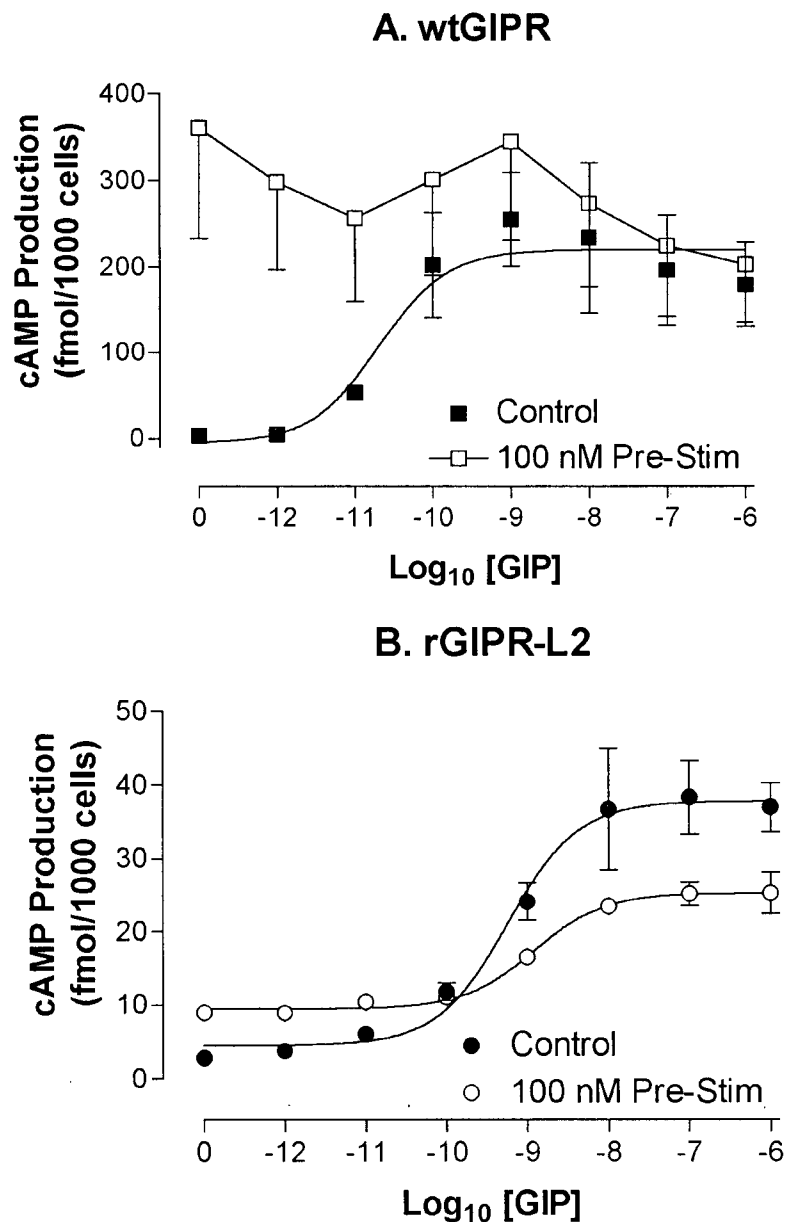 A. wtGIPR
cAMP Production
(fmol/1000 cells)
400
300
200
100
0
Control
100 nM Pre-Stim
0 -12 -11 -10 -9 -8 -7 -6
Log10 [GIP]
B. rGIPR-L2
cAMP Production
(fmol/1000 cells)
50
40
30
20
10
0
Control
100 nM Pre-Stim
0 -12 -11 -10 -9 -8 -7 -6
Log10 [GIP]